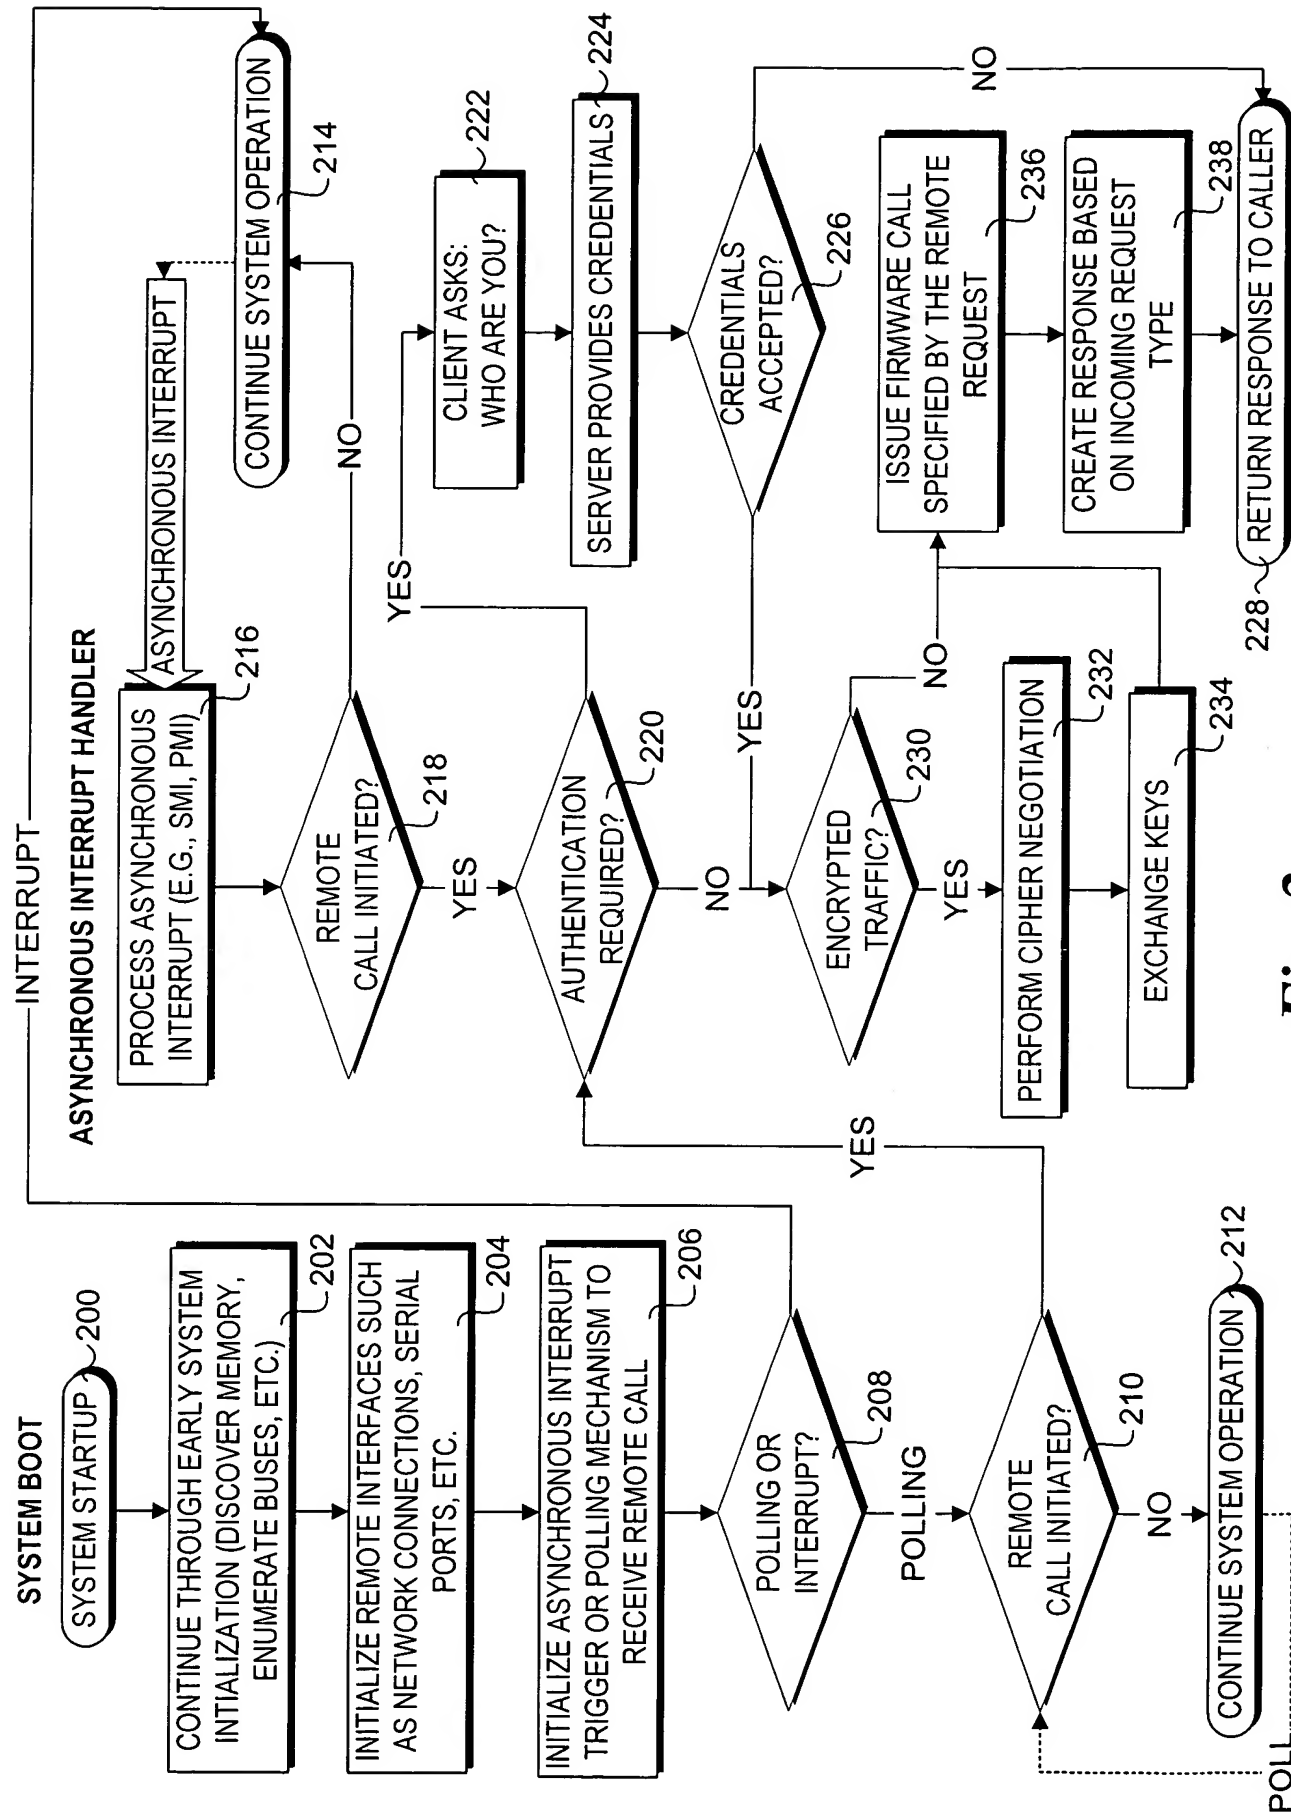 SYSTEM BOOT
SYSTEM STARTUP
200
CONTINUE THROUGH EARLY SYSTEM
INTIALIZATION (DISCOVER MEMORY,
ENUMERATE BUSES, ETC.)
202
INITIALIZE REMOTE INTERFACES SUCH
AS NETWORK CONNECTIONS, SERIAL
PORTS, ETC.
204
INITIALIZE ASYNCHRONOUS INTERRUPT
TRIGGER OR POLLING MECHANISM TO
RECEIVE REMOTE CALL
206
POLLING OR
INTERRUPT?
208
POLLING
REMOTE
CALL INITIATED?
210
NO
CONTINUE SYSTEM OPERATION
212
POLL
YES
INTERRUPT
ASYNCHRONOUS INTERRUPT HANDLER
PROCESS ASYNCHRONOUS
INTERRUPT (E.G., SMI, PMI)
216
ASYNCHRONOUS INTERRUPT
CONTINUE SYSTEM OPERATION
214
REMOTE
CALL INITIATED?
218
NO
YES
AUTHENTICATION
REQUIRED?
220
YES
NO
CLIENT ASKS:
WHO ARE YOU?
222
SERVER PROVIDES CREDENTIALS
224
CREDENTIALS
ACCEPTED?
226
NO
YES
ENCRYPTED
TRAFFIC?
230
NO
YES
PERFORM CIPHER NEGOTIATION
232
EXCHANGE KEYS
234
ISSUE FIRMWARE CALL
SPECIFIED BY THE REMOTE
REQUEST
236
CREATE RESPONSE BASED
ON INCOMING REQUEST
TYPE
238
RETURN RESPONSE TO CALLER
228